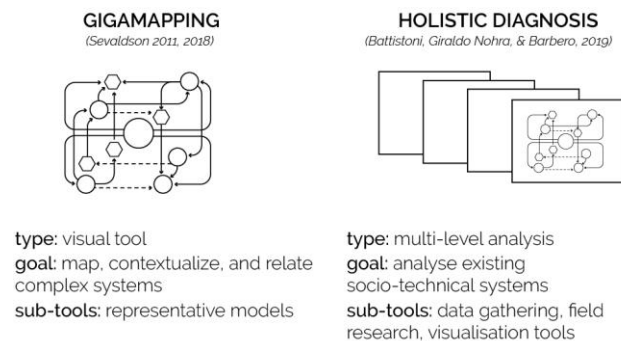 GIGAMAPPING
(Sevaldson 2011, 2018)
type: visual tool
goal: map, contextualize, and relate
complex systems
sub-tools: representative models
HOLISTIC DIAGNOSIS
(Battistoni, Giraldo Nohra, & Barbero, 2019)
type: multi-level analysis
goal: analyse existing
socio-technical systems
sub-tools: data gathering, field
research, visualisation tools